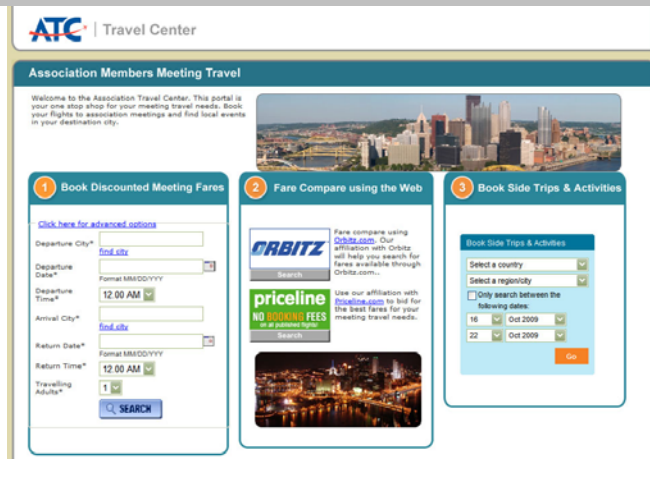 ATC | Travel Center
Association Members Meeting Travel
Welcome to the Association Travel Center. This portal is
your one stop shop for your meeting travel needs. Book
your flights to association meetings and find local events
in your destination city.
1 Book Discounted Meeting Fares
Click here for advanced options
Departure City*
find city
Departure
Date*
Format MM/DD/YYY
Departure
Time*
12:00 AM
Arrival City*
find city
Return Date*
Format MM/DD/YYY
Return Time*
12:00 AM
Travelling
Adults*
1
SEARCH
2 Fare Compare using the Web
ORBITZ
Search
Fare compare using
Orbitz.com. Our
affiliation with Orbitz
will help you search for
fares available through
Orbitz.com..
priceline
NO BOOKING FEES
on all published flights!
Search
Use our affiliation with
Priceline.com to bid for
the best fares for your
meeting travel needs.
3 Book Side Trips & Activities
Book Side Trips & Activities
Select a country
Select a region/city
Only search between the
following dates:
16 Oct 2009
22 Oct 2009
Go